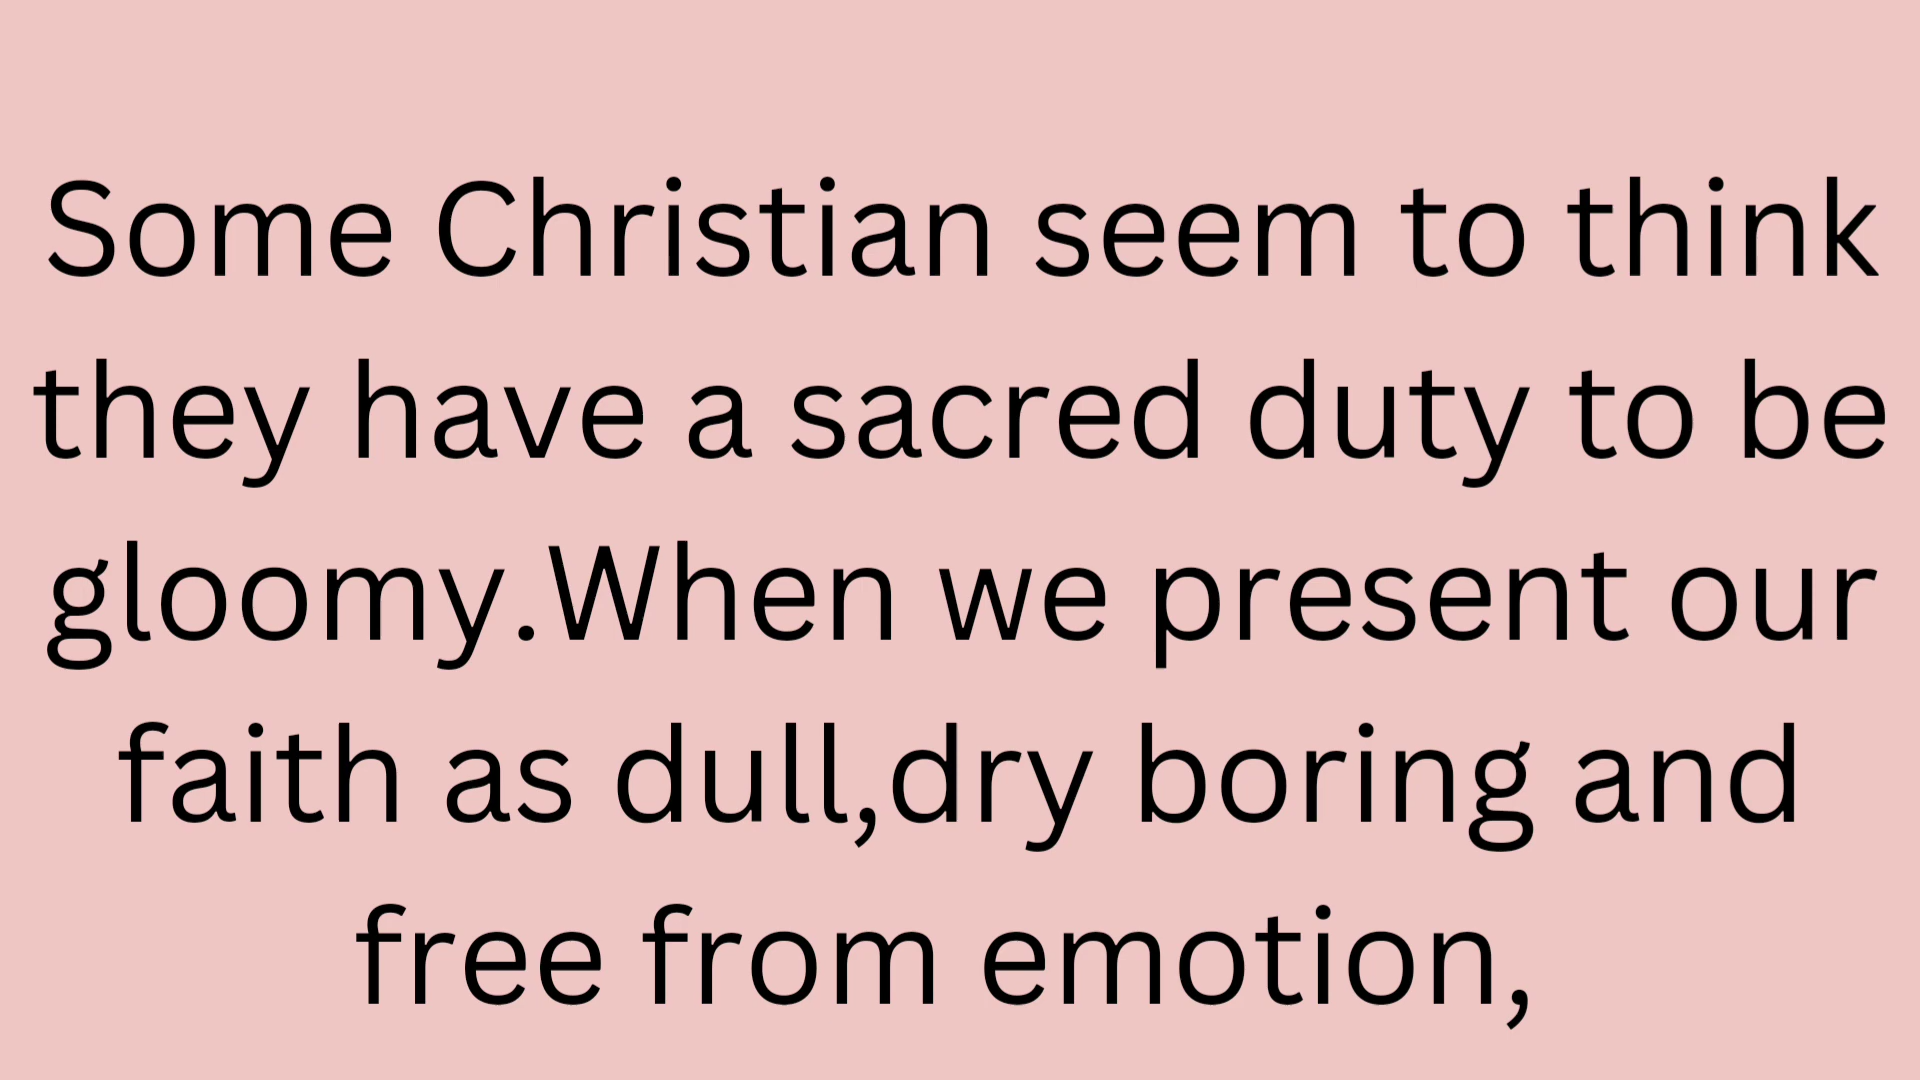 Some Christian seem to think
they have a sacred duty to be
gloomy.When we present our
faith as dull,dry boring and
free from emotion,